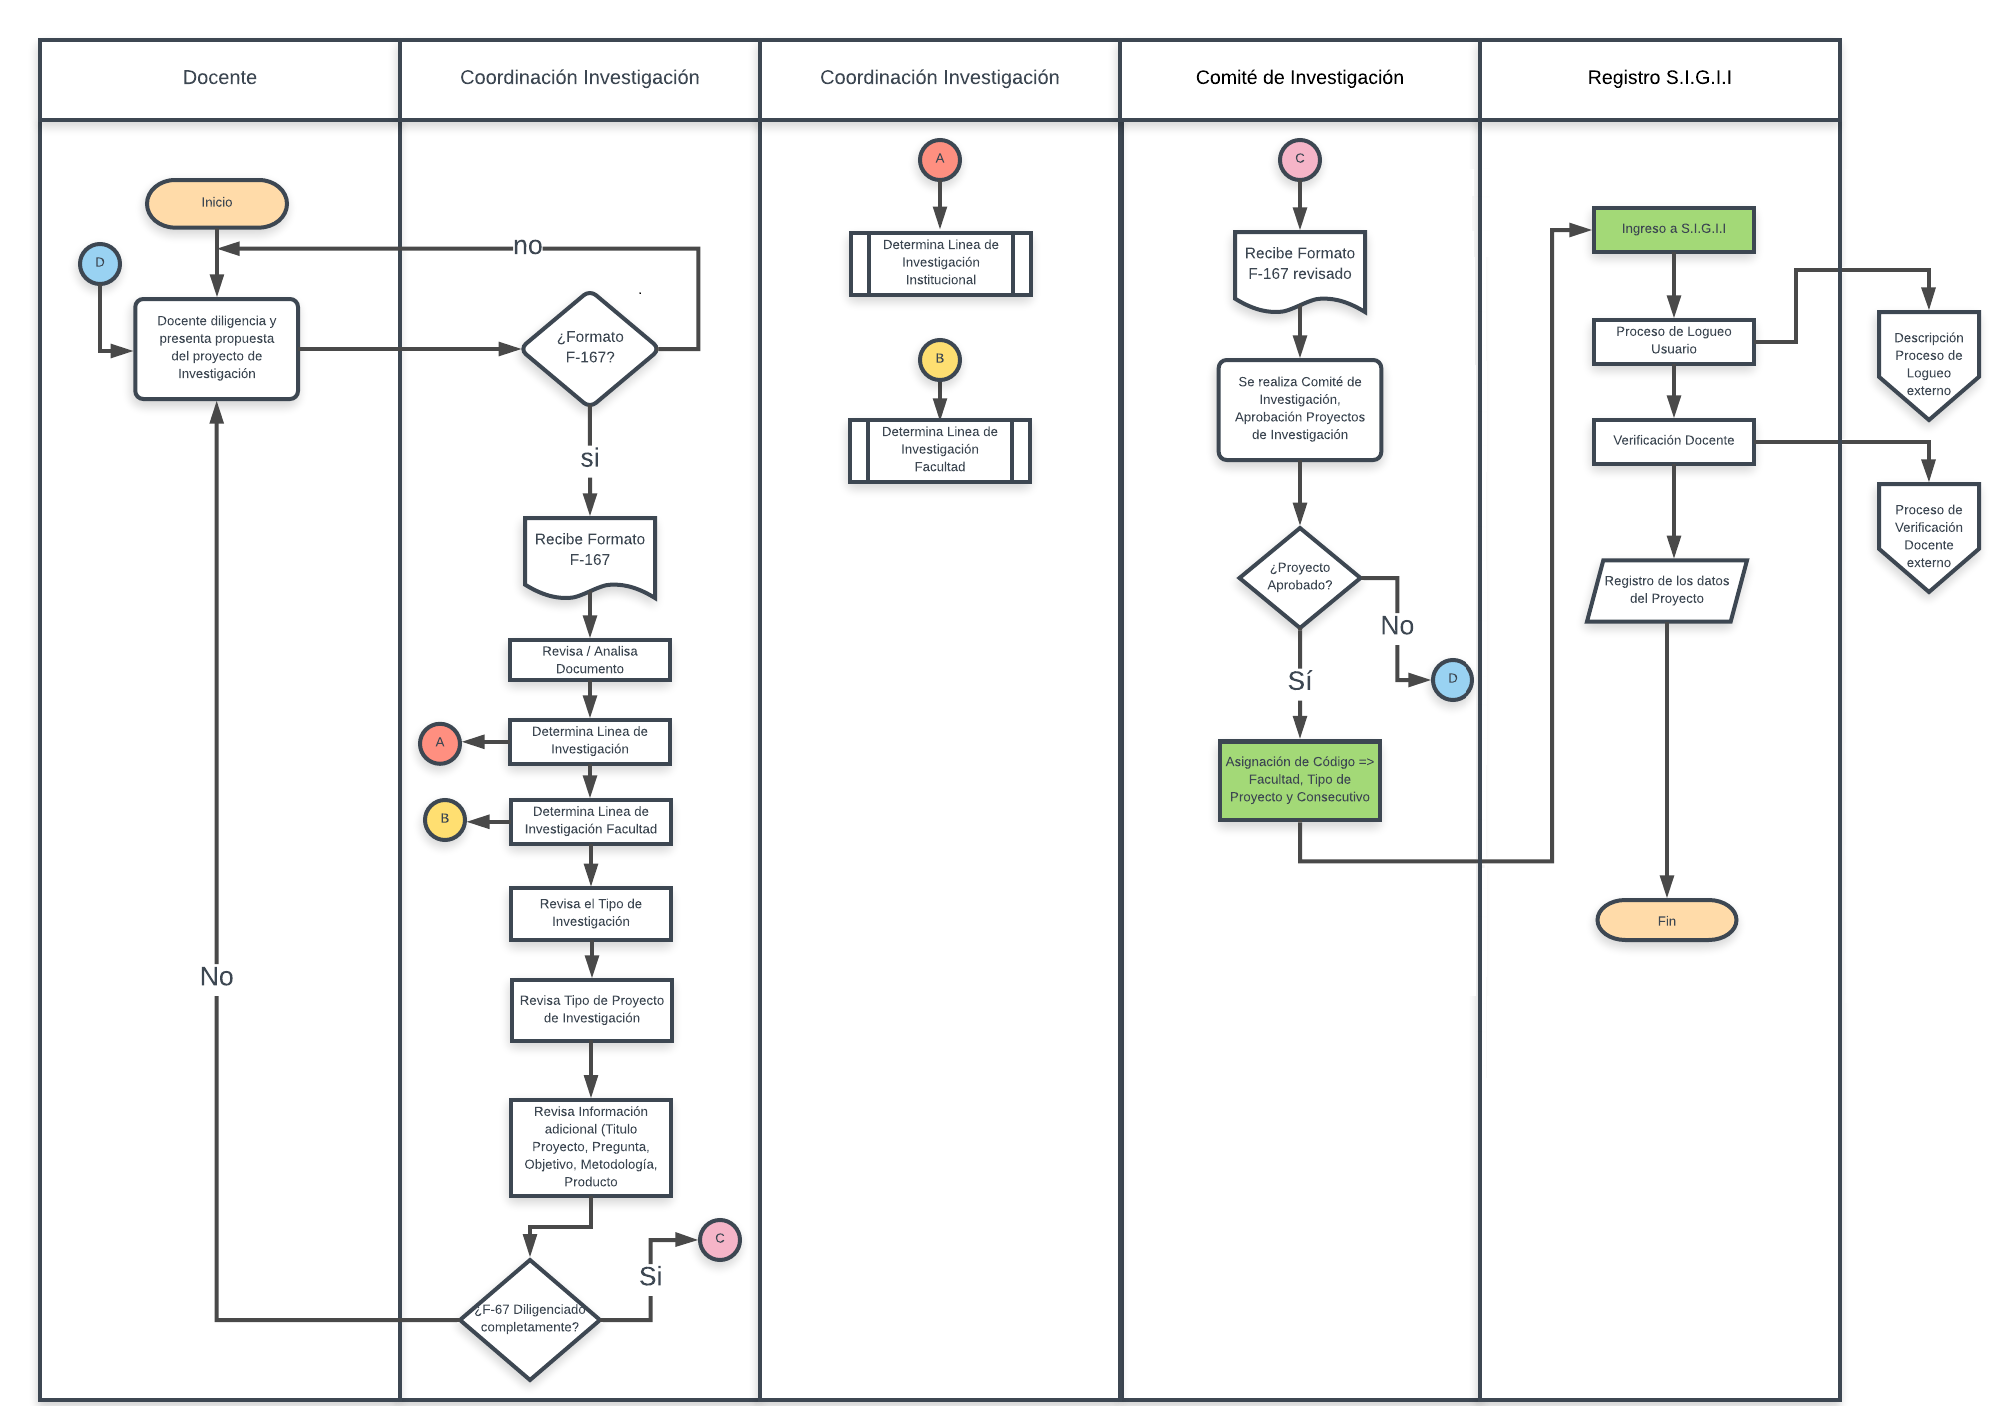 Docente
Coordinación Investigación
Coordinación Investigación
Comité de Investigación
Registro S.I.G.I.I
Inicio
D
Docente diligencia y
presenta propuesta
del proyecto de
Investigación
No
no
¿Formato
F-167?
si
Recibe Formato
F-167
Revisa / Analisa
Documento
Determina Linea de
Investigación
A
Determina Linea de
Investigación Facultad
B
Revisa el Tipo de
Investigación
Revisa Tipo de Proyecto
de Investigación
Revisa Información
adicional (Titulo
Proyecto, Pregunta,
Objetivo, Metodología,
Producto
¿F-67 Diligenciado
completamente?
Si
C
A
Determina Linea de
Investigación
Institucional
B
Determina Linea de
Investigación
Facultad
C
Recibe Formato
F-167 revisado
Se realiza Comité de
Investigación,
Aprobación Proyectos
de Investigación
¿Proyecto
Aprobado?
No
D
Sí
Asignación de Código =>
Facultad, Tipo de
Proyecto y Consecutivo
Ingreso a S.I.G.I.I
Proceso de Logueo
Usuario
Descripción
Proceso de
Logueo
externo
Verificación Docente
Proceso de
Verificación
Docente
externo
Registro de los datos
del Proyecto
Fin